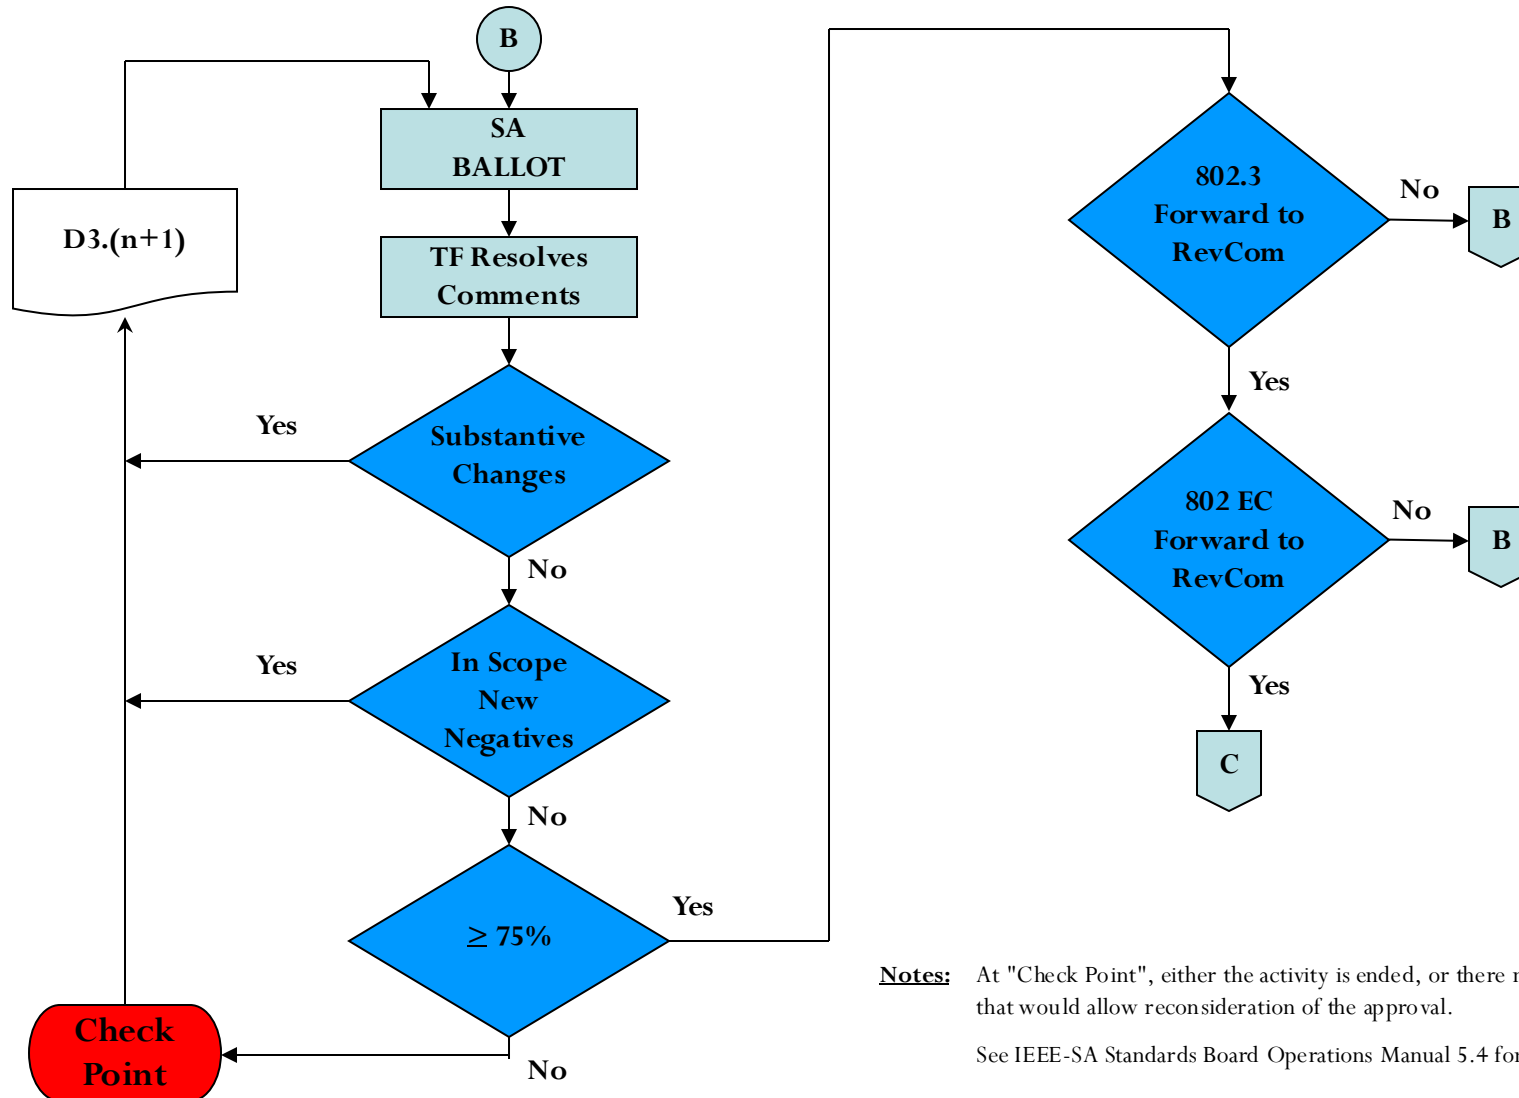 B
SA
BALLOT
TF Resolves
Comments
D3.(n+1)
Substantive
Changes
Yes
No
In Scope
New
Negatives
Yes
No
≥ 75%
Yes
No
Check
Point
802.3
Forward to
RevCom
No
B
Yes
802 EC
Forward to
RevCom
No
B
Yes
C
Notes: At "Check Point", either the activity is ended, or there
that would allow reconsideration of the approval.
See IEEE-SA Standards Board Operations Manual 5.4 for